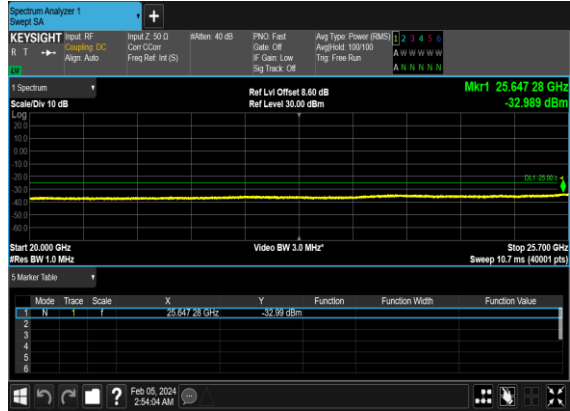 Spectrum Analyzer 1
Swept SA
+
KEYSIGHT Input: RF Input Z: 50 Ω #Atten: 40 dB PNO: Fast Avg Type: Power (RMS) 1 2 3 4 5 6
R T Coupling: DC Corr CCorr Gate: Off Avg|Hold: 100/100 A W W W W W
Align: Auto Freq Ref: Int (S) IF Gain: Low Trig: Free Run
Sig Track: Off A N N N N N
1 Spectrum Ref Lvl Offset 8.60 dB Mkr1 25.647 28 GHz
Scale/Div 10 dB Ref Level 30.00 dBm -32.989 dBm
Log
20.0
10.0
0.00
-10.0
-20.0
-30.0
-40.0
-50.0
-60.0
Start 20.000 GHz Video BW 3.0 MHz* Stop 25.700 GHz
#Res BW 1.0 MHz Sweep 10.7 ms (40001 pts)
5 Marker Table
Mode Trace Scale X Y Function Function Width Function Value
1 N 1 f 25.647 28 GHz -32.99 dBm
2
3
4
5
6
? Feb 05, 2024
2:54:04 AM